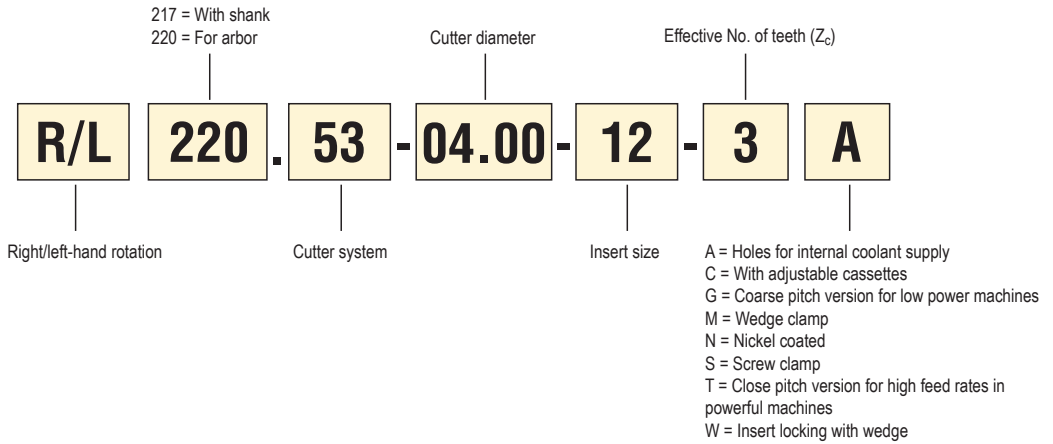 217 = With shank
220 = For arbor
Cutter diameter
Effective No. of teeth (Zc)
R/L 220 . 53 - 04.00 - 12 - 3 A
Right/left-hand rotation
Cutter system
Insert size
A = Holes for internal coolant supply
C = With adjustable cassettes
G = Coarse pitch version for low power machines
M = Wedge clamp
N = Nickel coated
S = Screw clamp
T = Close pitch version for high feed rates in
powerful machines
W = Insert locking with wedge